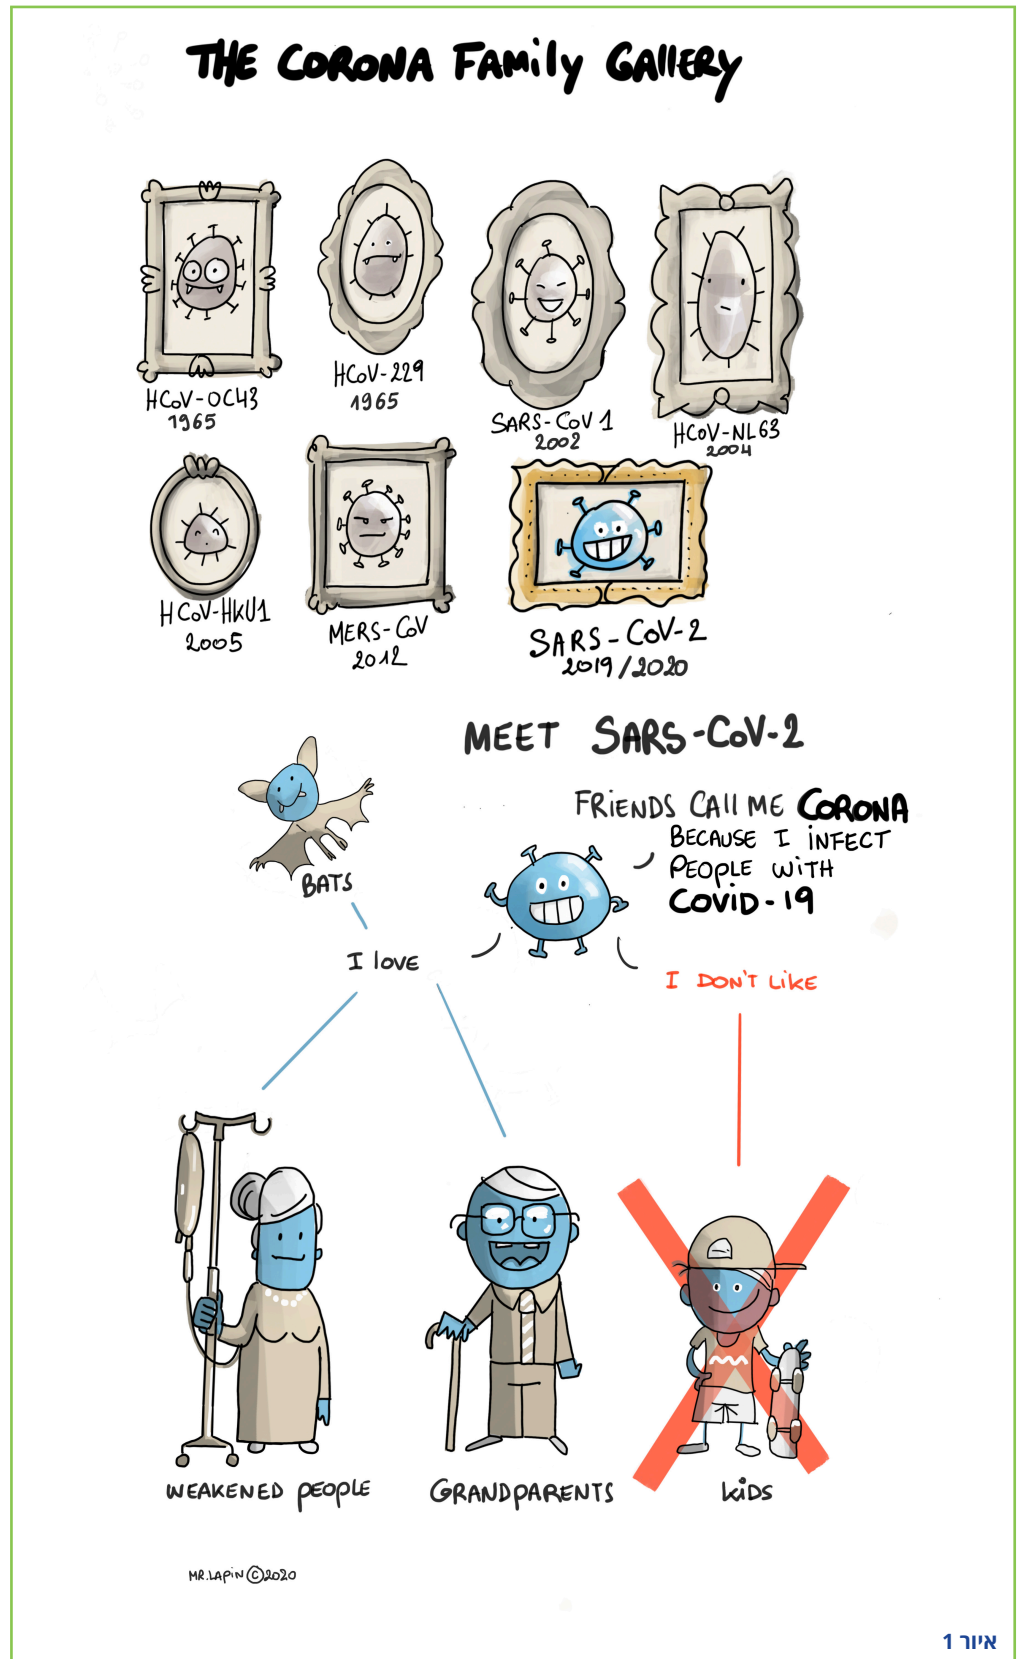 THE CORONA FAMilY GAllERY
HCoV-OC43
1965
HCoV-229
1965
SARS-CoV 1
2002
HCoV-NL63
2004
HCoV-HKU1
2005
MERS-CoV
2012
SARS-CoV-2
2019/2020
MEET SARS-CoV-2
FRiENDS CAll ME CORONA
BECAUSE I iNFECT
PEOPLE WiTH
COViD-19
BATS
I lOVE
I DON'T LiKE
WEAKENED PEOPLE
GRANDPARENTS
KiDS
MR.LAPiN ©2020
איור 1